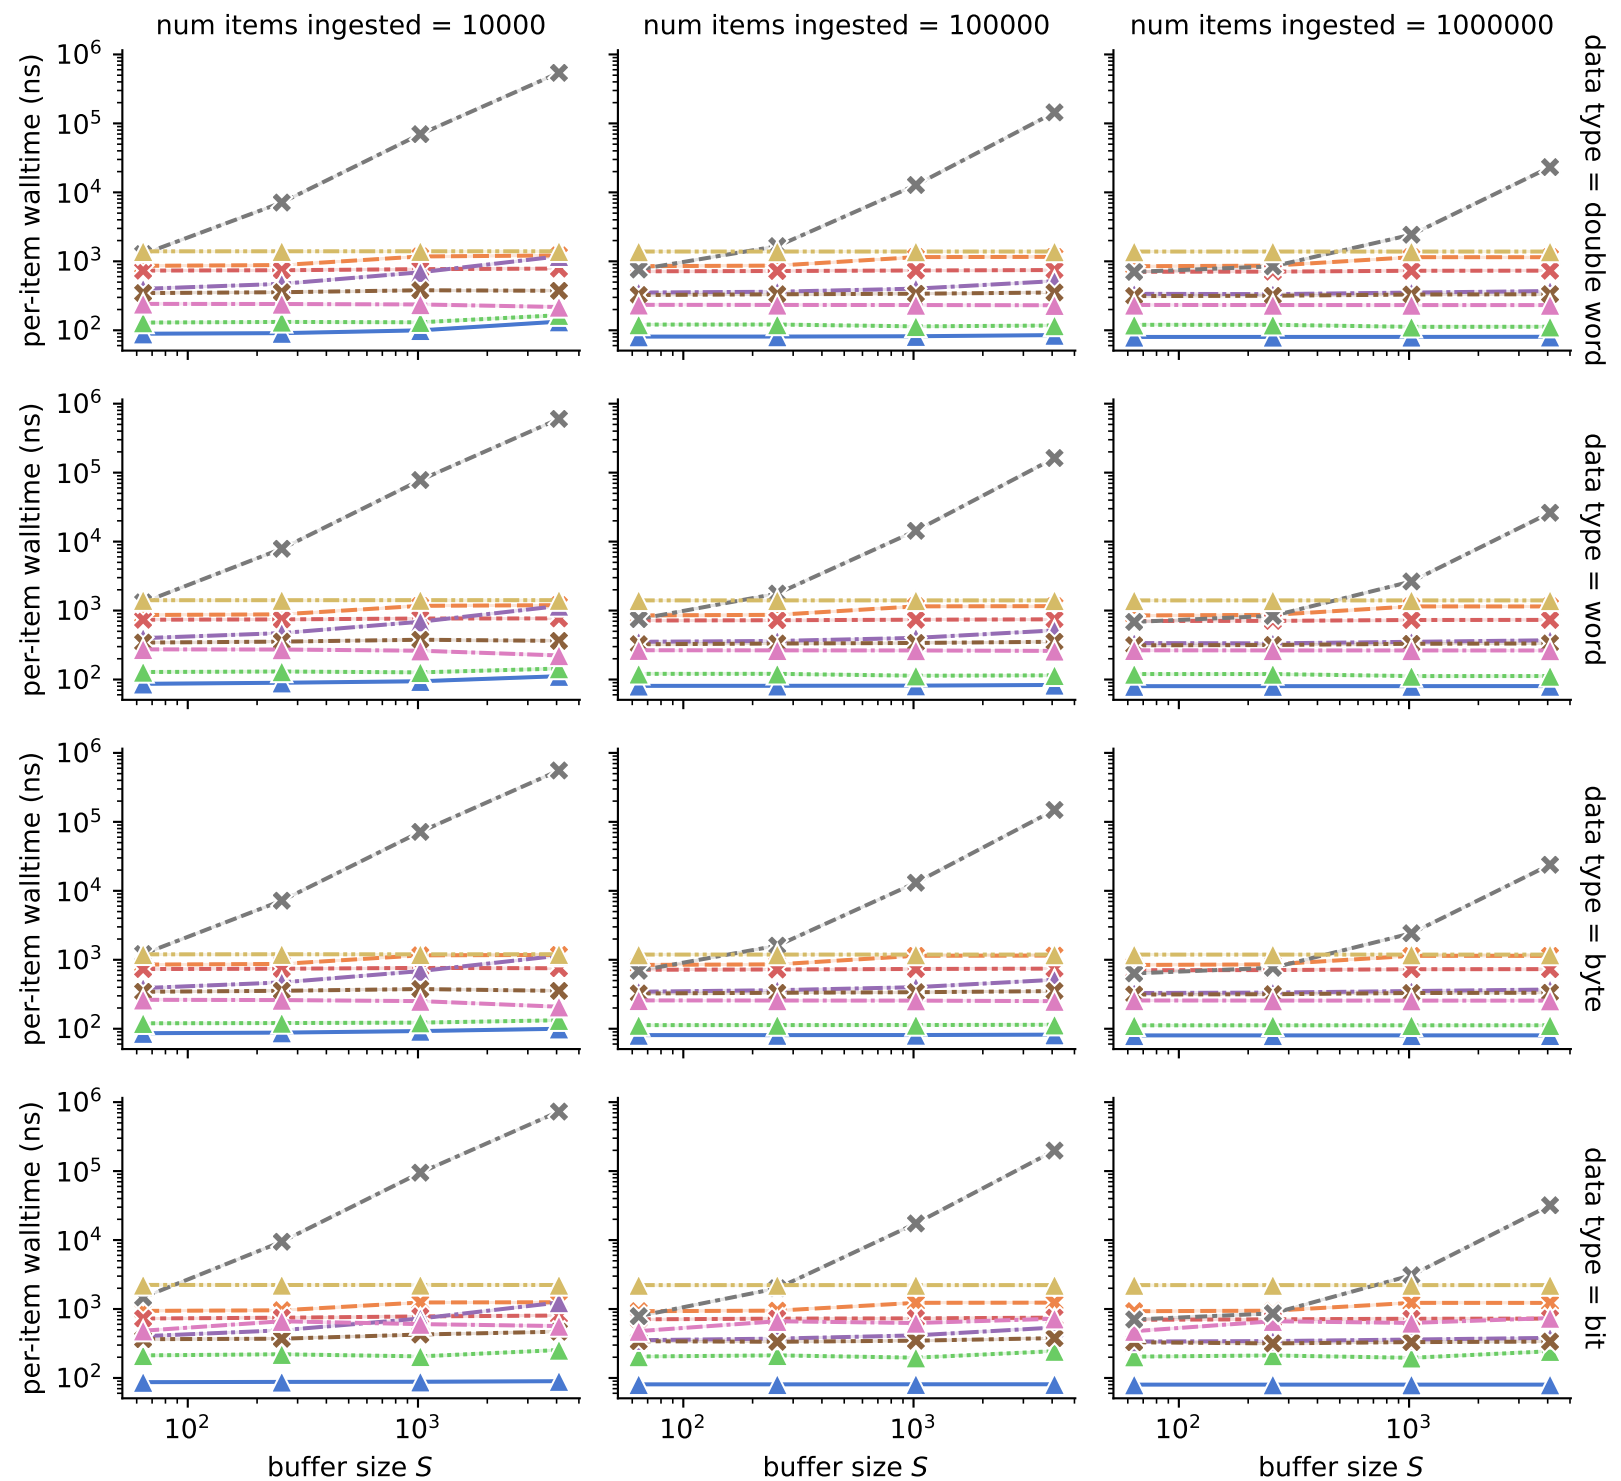 num items ingested = 10000
num items ingested = 100000
num items ingested = 1000000
per-item walltime (ns)
10^6
10^5
10^4
10^3
10^2
data type = double word
per-item walltime (ns)
10^6
10^5
10^4
10^3
10^2
data type = word
per-item walltime (ns)
10^6
10^5
10^4
10^3
10^2
data type = byte
per-item walltime (ns)
10^6
10^5
10^4
10^3
10^2
data type = bit
10^2 10^3
10^2 10^3
10^2 10^3
buffer size S
buffer size S
buffer size S